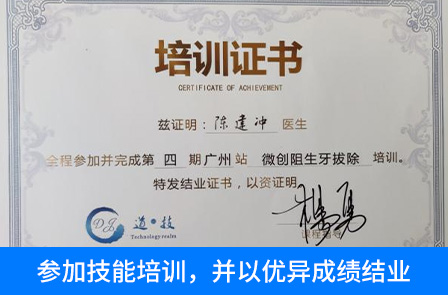 培训证书
CERTIFICATE OF ACHIEVEMENT
兹证明：陈建冲 医生
全程参加并完成第 四 期广州站 微创阻生牙拔除 培训。
特发结业证书，以资证明
杨勇
DJ 道·技
Technology realm
参加技能培训，并以优异成绩结业